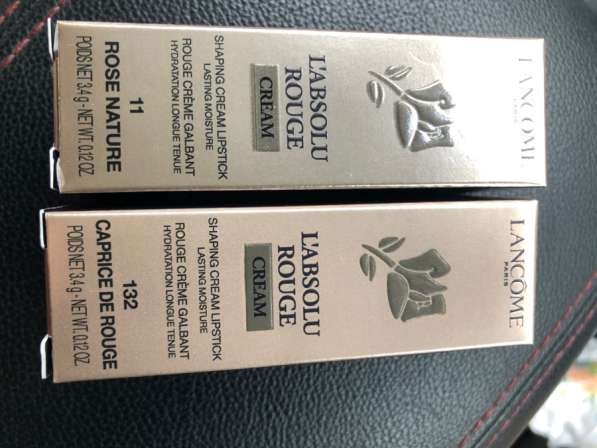 LANCÔME
PARIS
L'ABSOLU
ROUGE
CREAM
SHAPING CREAM LIPSTICK
LASTING MOISTURE
ROUGE CRÈME GALBANT
HYDRATATION LONGUE TENUE
11
ROSE NATURE
POIDS NET 3.4 g - NET WT. 0.12 OZ.
LANCÔME
PARIS
L'ABSOLU
ROUGE
CREAM
SHAPING CREAM LIPSTICK
LASTING MOISTURE
ROUGE CRÈME GALBANT
HYDRATATION LONGUE TENUE
132
CAPRICE DE ROUGE
POIDS NET 3.4 g - NET WT. 0.12 OZ.